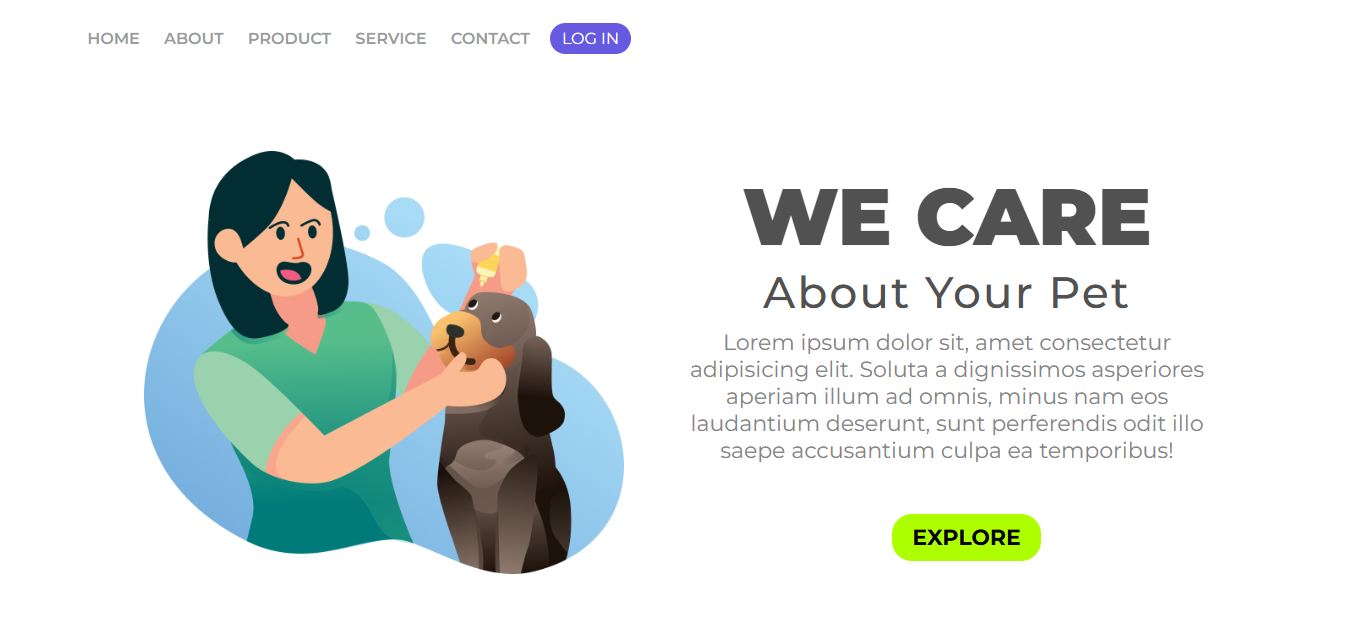 HOME ABOUT PRODUCT SERVICE CONTACT LOG IN
WE CARE
About Your Pet
Lorem ipsum dolor sit, amet consectetur
adipisicing elit. Soluta a dignissimos asperiores
aperiam illum ad omnis, minus nam eos
laudantium deserunt, sunt perferendis odit illo
saepe accusantium culpa ea temporibus!
EXPLORE